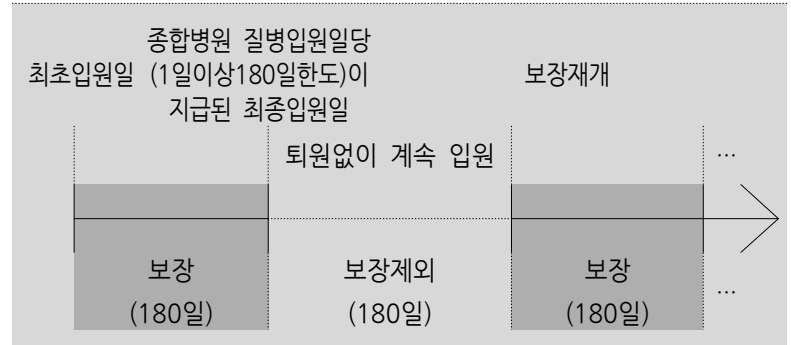 종합병원 질병입원일당
최초입원일 (1일이상180일한도)이 보장재개
지급된 최종입원일
퇴원없이 계속 입원 …
보장 보장제외 보장
(180일) (180일) (180일) …